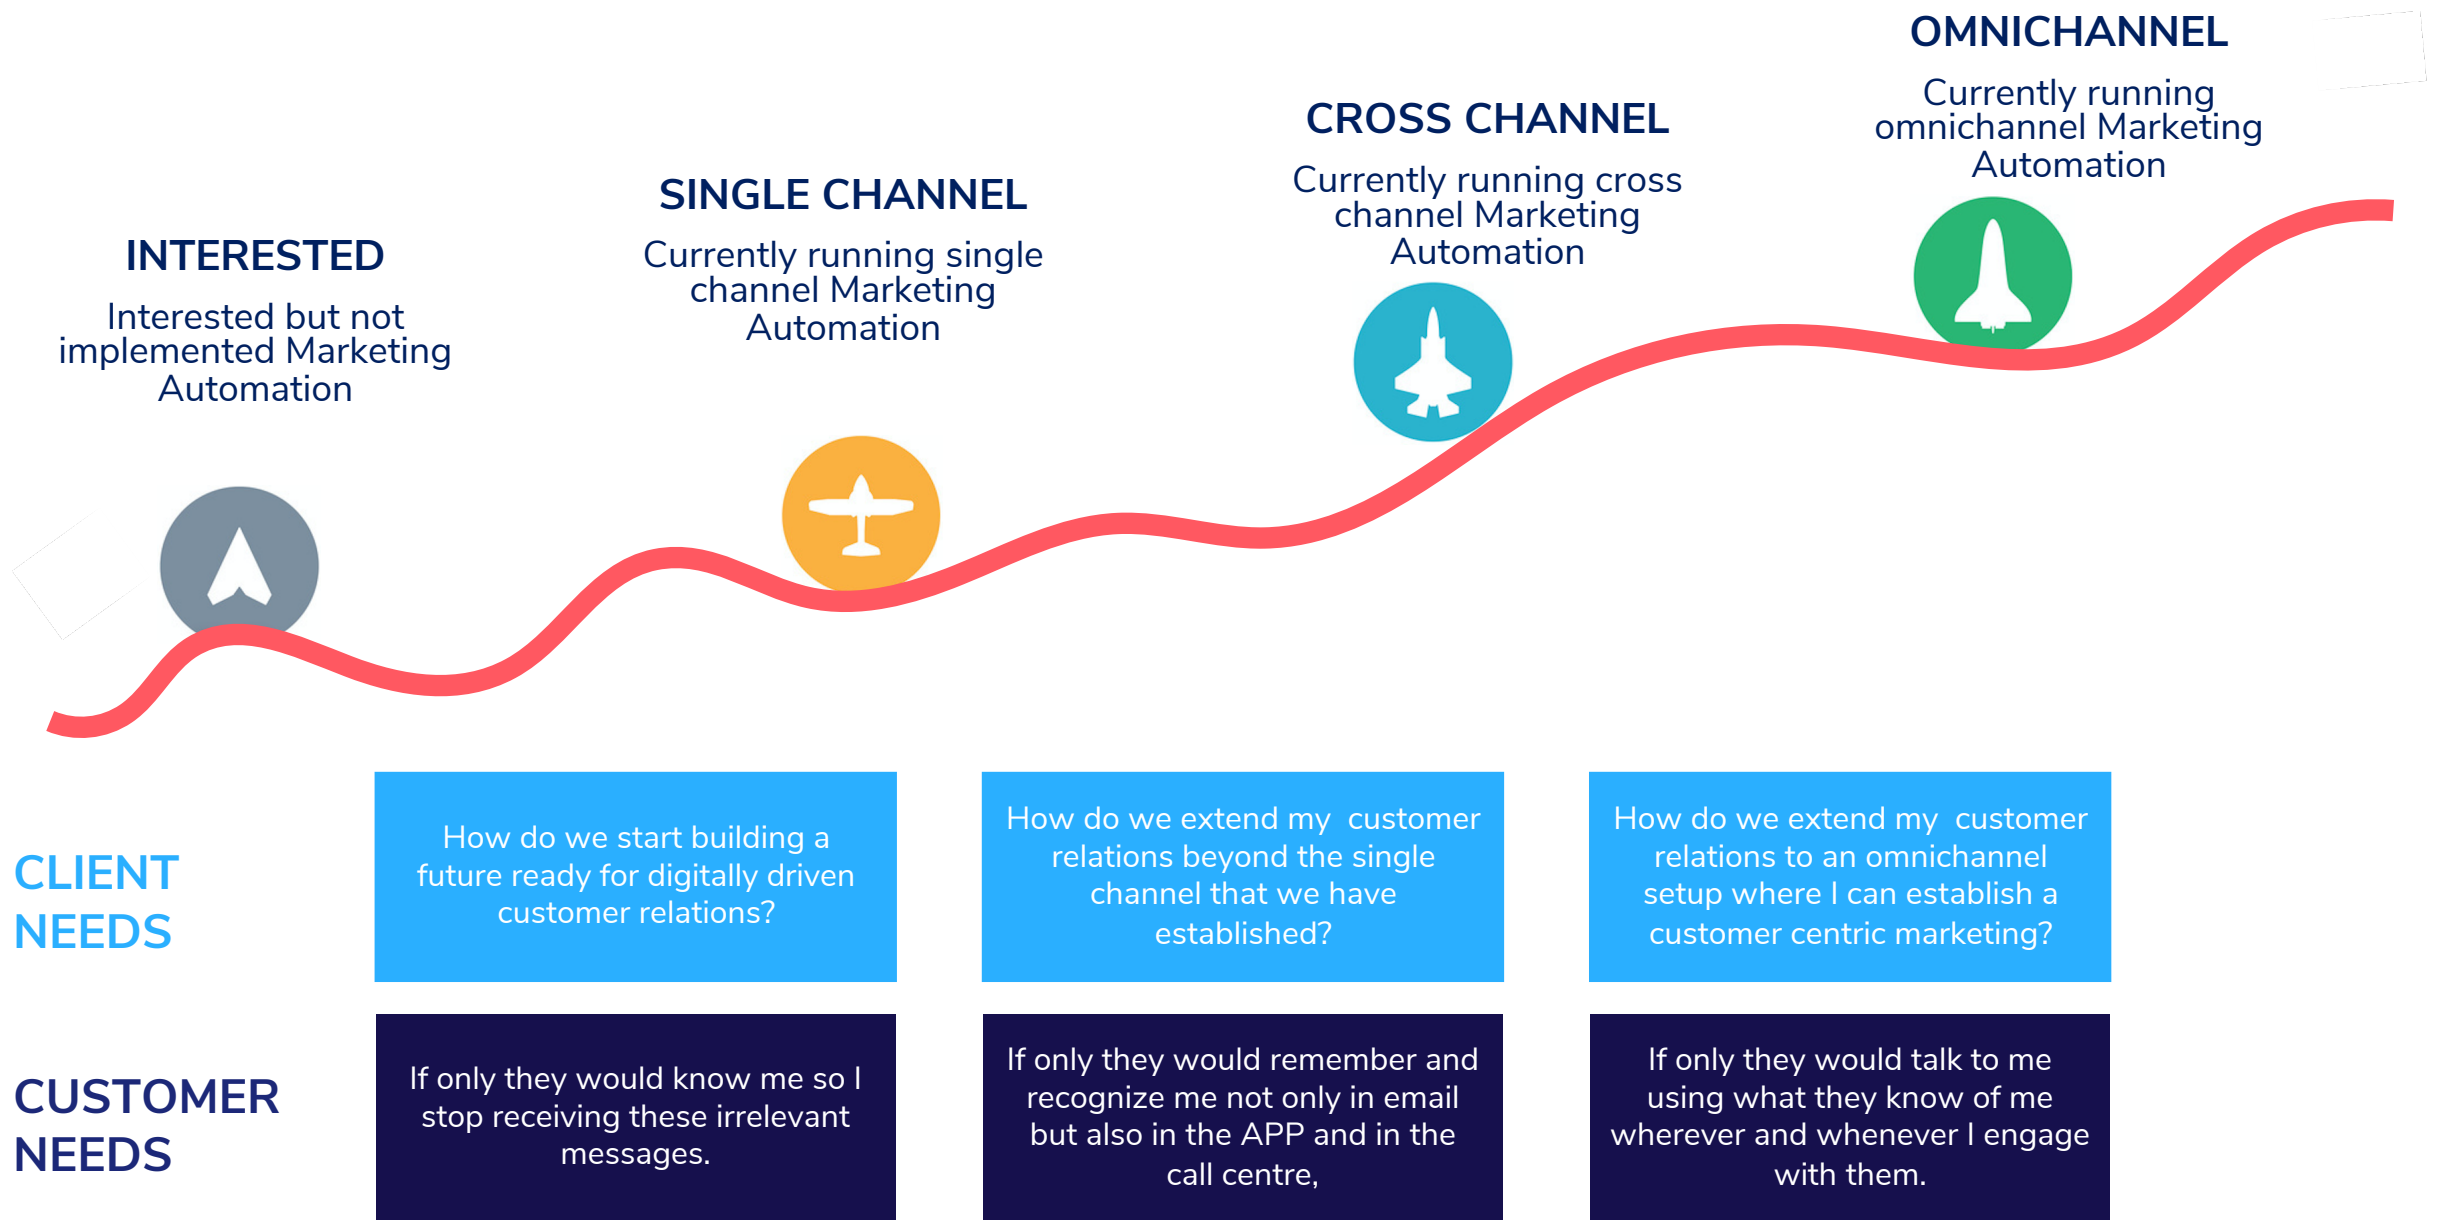 INTERESTED
Interested but not
implemented Marketing
Automation
SINGLE CHANNEL
Currently running single
channel Marketing
Automation
CROSS CHANNEL
Currently running cross
channel Marketing
Automation
OMNICHANNEL
Currently running
omnichannel Marketing
Automation
CLIENT
NEEDS
How do we start building a
future ready for digitally driven
customer relations?
How do we extend my  customer
relations beyond the single
channel that we have
established?
How do we extend my  customer
relations to an omnichannel
setup where I can establish a
customer centric marketing?
CUSTOMER
NEEDS
If only they would know me so I
stop receiving these irrelevant
messages.
If only they would remember and
recognize me not only in email
but also in the APP and in the
call centre,
If only they would talk to me
using what they know of me
wherever and whenever I engage
with them.